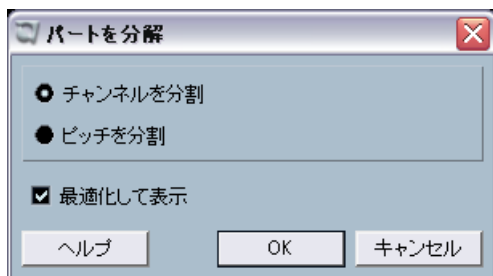 パートを分解
チャンネルを分割
ピッチを分割
最適化して表示
ヘルプ
OK
キャンセル